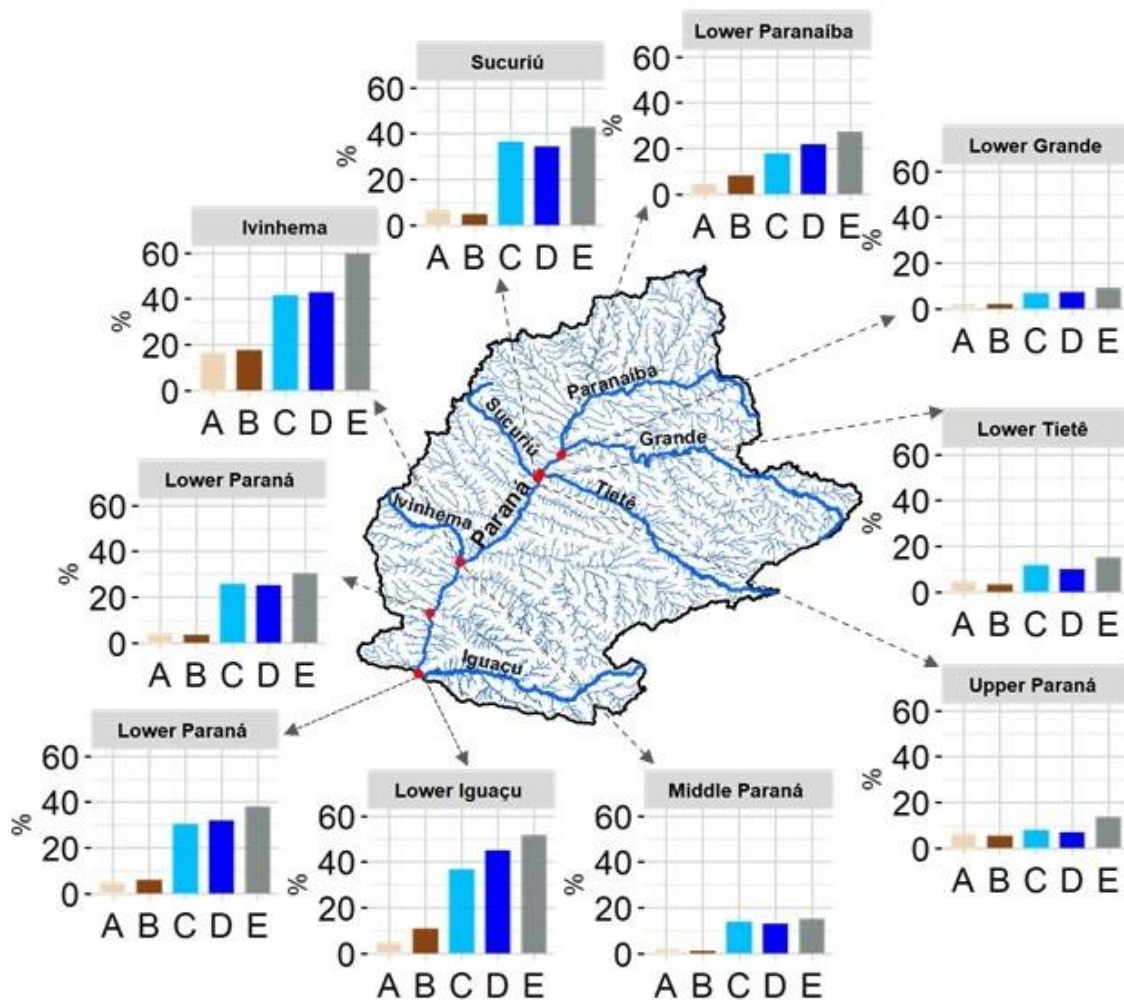 Lower Paranaíba
60
40
20
0
%
A B C D E
Sucuriú
60
40
20
0
%
A B C D E
Lower Grande
60
40
20
0
%
A B C D E
Ivinhema
60
40
20
0
%
A B C D E
Paranaíba
Sucuriú
Grande
Tietê
Paraná
Ivinhema
Iguaçu
Lower Tietê
60
40
20
0
%
A B C D E
Lower Paraná
60
40
20
0
%
A B C D E
Upper Paraná
60
40
20
0
%
A B C D E
Lower Paraná
60
40
20
0
%
A B C D E
Lower Iguaçu
60
40
20
0
%
A B C D E
Middle Paraná
60
40
20
0
%
A B C D E